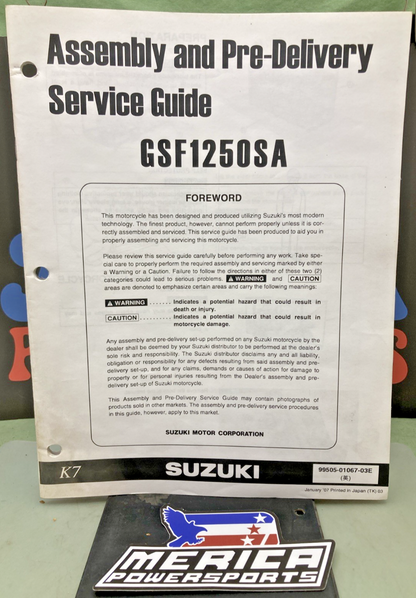 Assembly and Pre-Delivery
Service Guide
GSF1250SA
FOREWORD
This motorcycle has been designed and produced utilizing Suzuki's most modern
technology. The finest product, however, cannot perform properly unless it is cor-
rectly assembled and serviced. This service guide has been produced to aid you in
properly assembling and servicing this motorcycle.
Please review this service guide carefully before performing any work. Take spe-
cial care to properly perform the required assembly and servicing marked by either
a Warning or a Caution. Failure to follow the directions in either of these two (2)
categories could lead to serious problems. WARNING and CAUTION
areas are denoted to emphasize certain areas and carry the following meanings:
WARNING ........ Indicates a potential hazard that could result in
death or injury.
CAUTION ........ Indicates a potential hazard that could result in
motorcycle damage.
Any assembly and pre-delivery set-up performed on any Suzuki motorcycle by the
dealer shall be deemed by your Suzuki distributor to be performed at the dealer's
sole risk and responsibility. The Suzuki distributor disclaims any and all liability,
obligation or responsibility for any defects resulting from said assembly and pre-
delivery set-up, and for any claims, demands or causes of action for damage to
property or for personal injuries resulting from the Dealer's assembly and pre-
delivery set-up of Suzuki motorcycle.
This Assembly and Pre-Delivery Service Guide may contain photographs of
products sold in other markets. The assembly and pre-delivery service procedures
in this guide, however, apply to this market.
SUZUKI MOTOR CORPORATION
K7
SUZUKI
99505-01067-03E
(英)
January '07 Printed in Japan (TK) 03
MERICA
POWERSPORTS